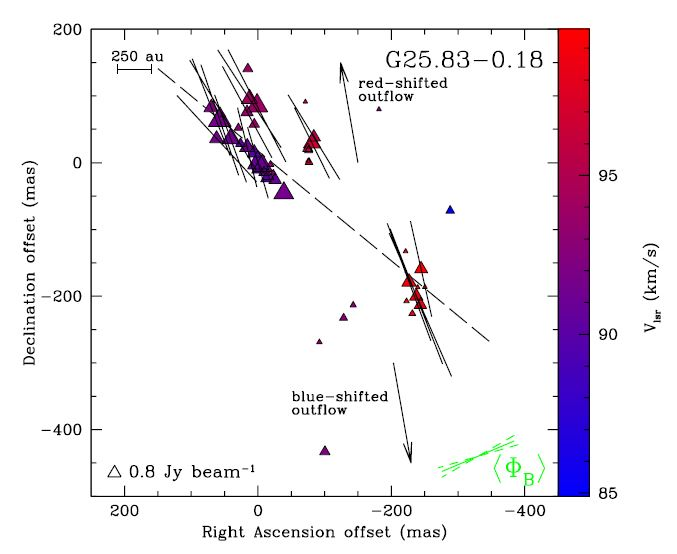 200
250 au
G25.83−0.18
red-shifted
outflow
0
95
Declination offset (mas)
V_lsr (km/s)
−200
90
blue-shifted
outflow
−400
△ 0.8 Jy beam⁻¹
⟨Φ_B⟩
85
200 0 −200 −400
Right Ascension offset (mas)